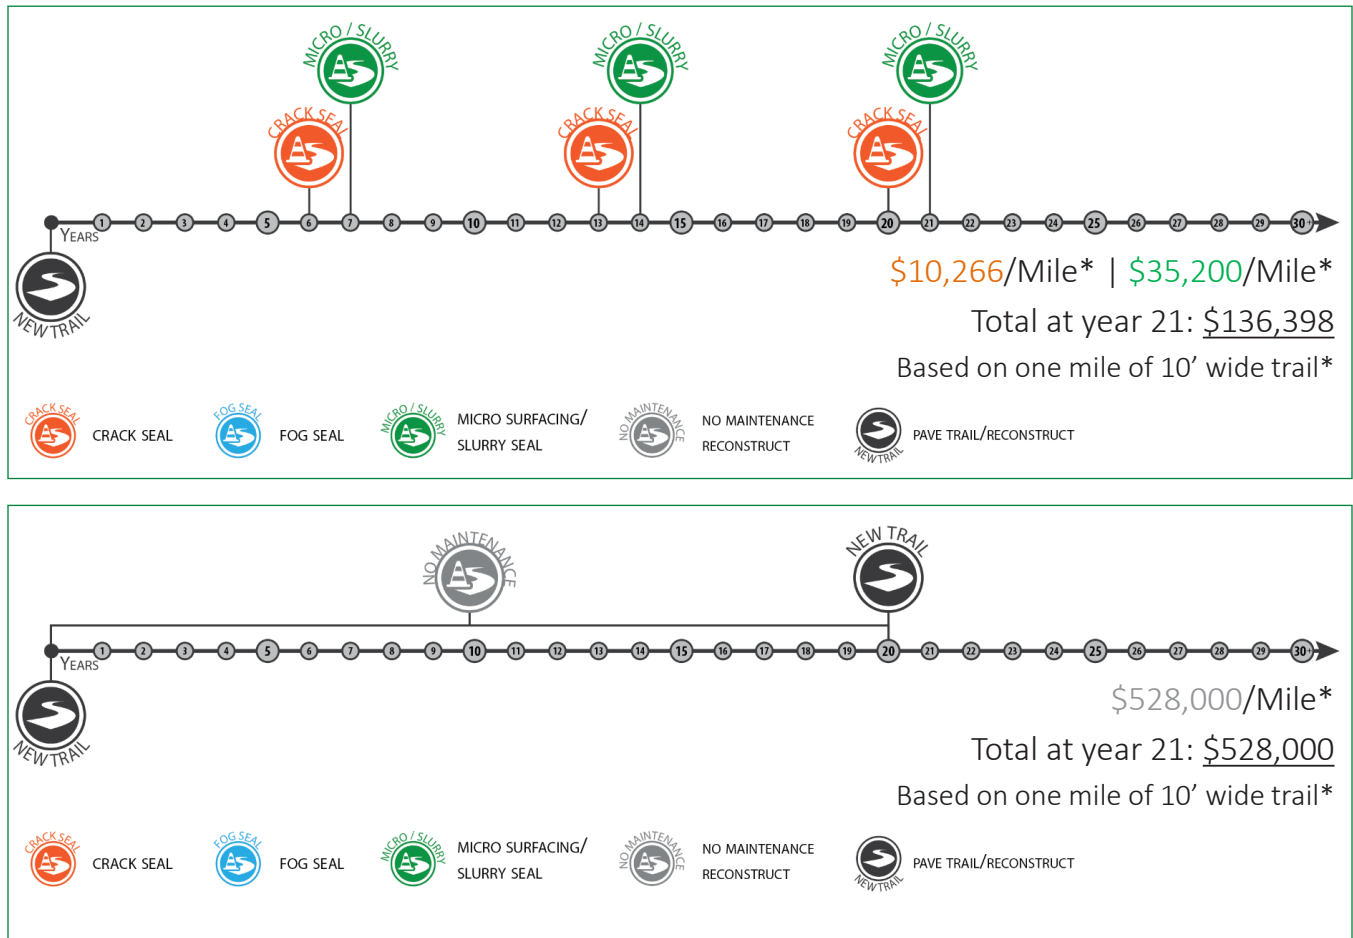 MICRO / SLURRY
MICRO / SLURRY
MICRO / SLURRY
CRACK SEAL
CRACK SEAL
CRACK SEAL
1 2 3 4 5 6 7 8 9 10 11 12 13 14 15 16 17 18 19 20 21 22 23 24 25 26 27 28 29 30+
YEARS
NEW TRAIL
$10,266/Mile* | $35,200/Mile*
Total at year 21: $136,398
Based on one mile of 10’ wide trail*
CRACK SEAL
CRACK SEAL
FOG SEAL
FOG SEAL
MICRO / SLURRY
MICRO SURFACING/
SLURRY SEAL
NO MAINTENANCE
NO MAINTENANCE
RECONSTRUCT
NEW TRAIL
PAVE TRAIL/RECONSTRUCT
NO MAINTENANCE
NEW TRAIL
1 2 3 4 5 6 7 8 9 10 11 12 13 14 15 16 17 18 19 20 21 22 23 24 25 26 27 28 29 30+
YEARS
NEW TRAIL
$528,000/Mile*
Total at year 21: $528,000
Based on one mile of 10’ wide trail*
CRACK SEAL
CRACK SEAL
FOG SEAL
FOG SEAL
MICRO / SLURRY
MICRO SURFACING/
SLURRY SEAL
NO MAINTENANCE
NO MAINTENANCE
RECONSTRUCT
NEW TRAIL
PAVE TRAIL/RECONSTRUCT